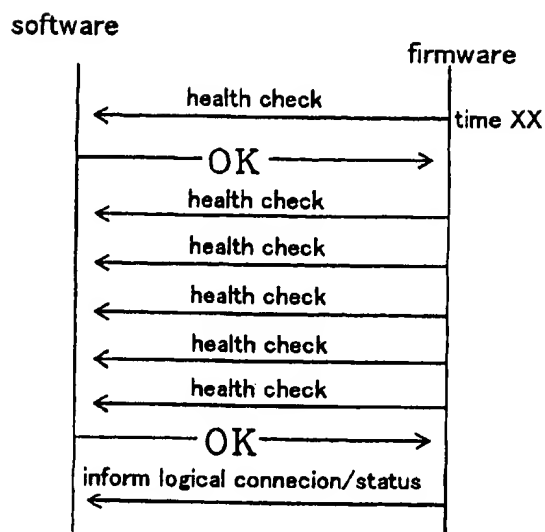 software
firmware
health check
time XX
OK
health check
health check
health check
health check
health check
OK
inform logical connecion/status